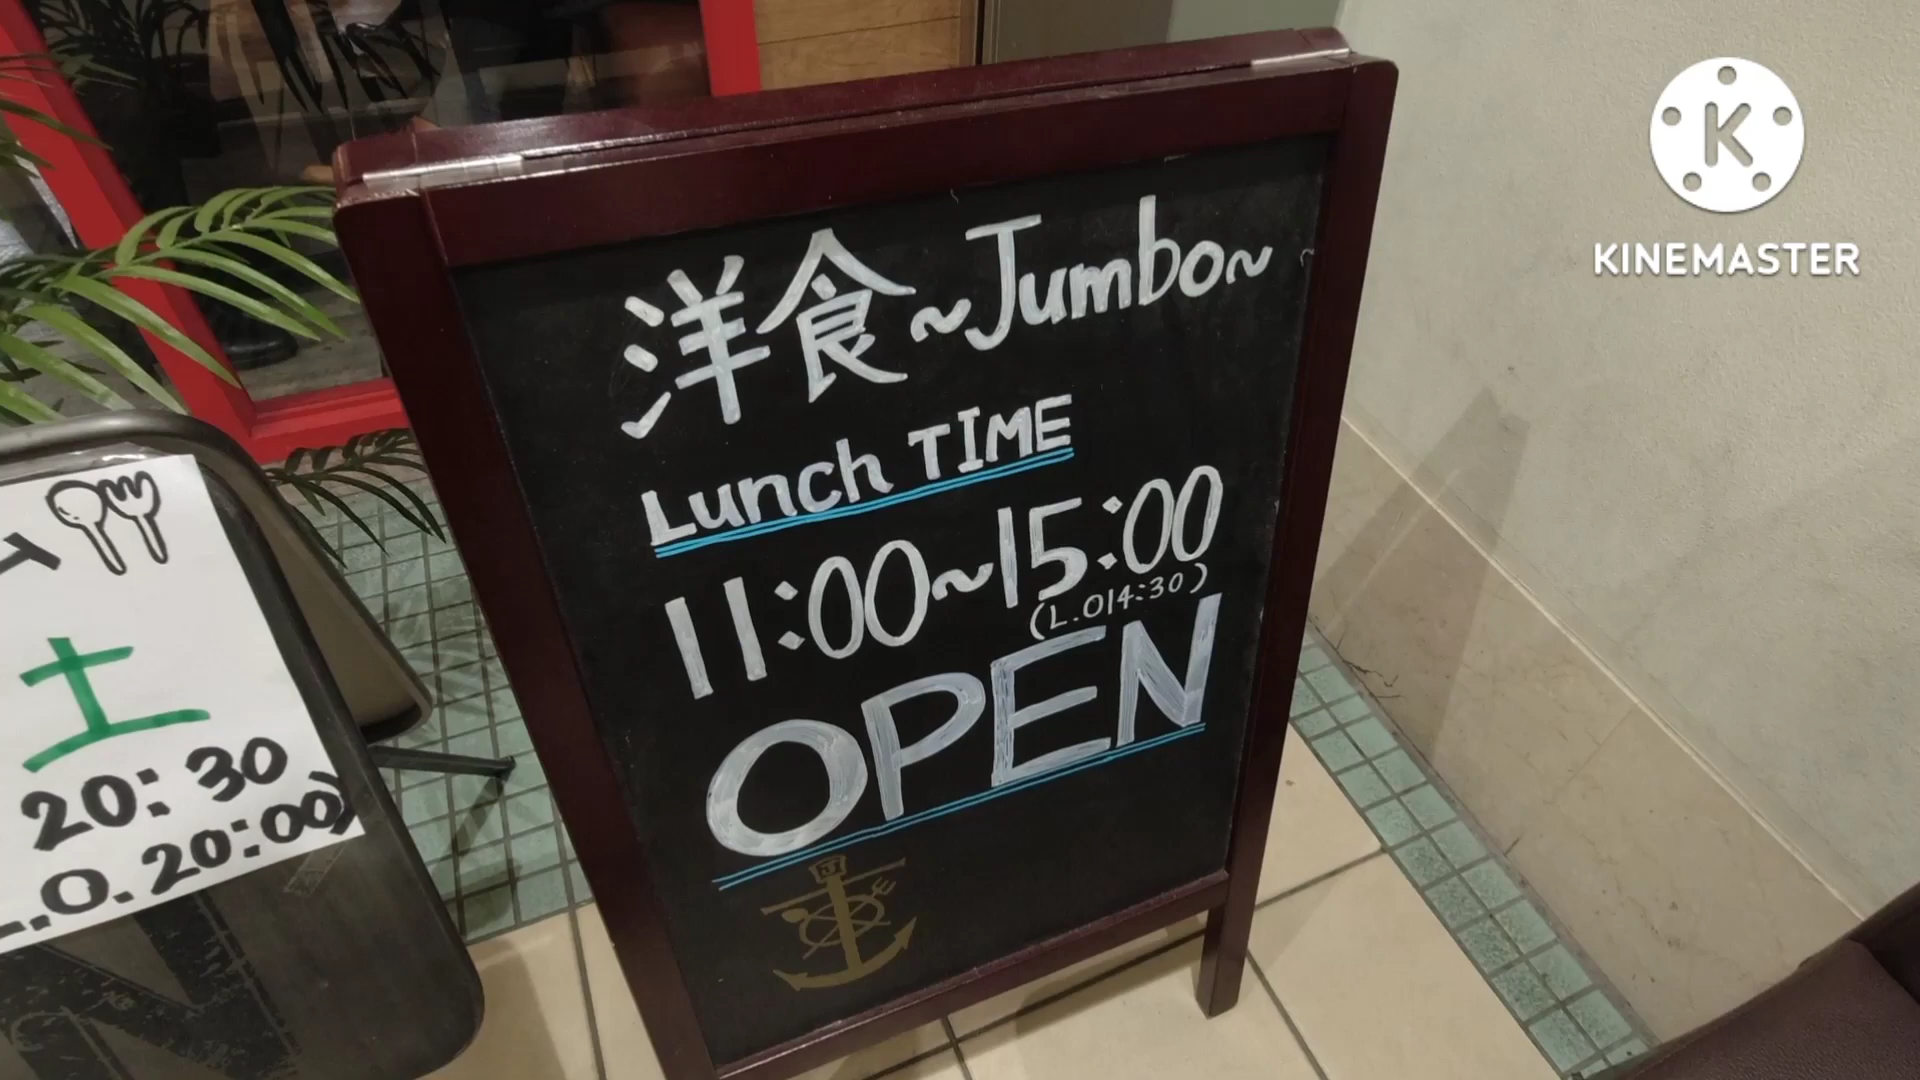 洋食~Jumbo~
Lunch TIME
11:00~15:00
(L.O14:30)
OPEN
土
20:30
L.O.20:00)
K
KINEMASTER